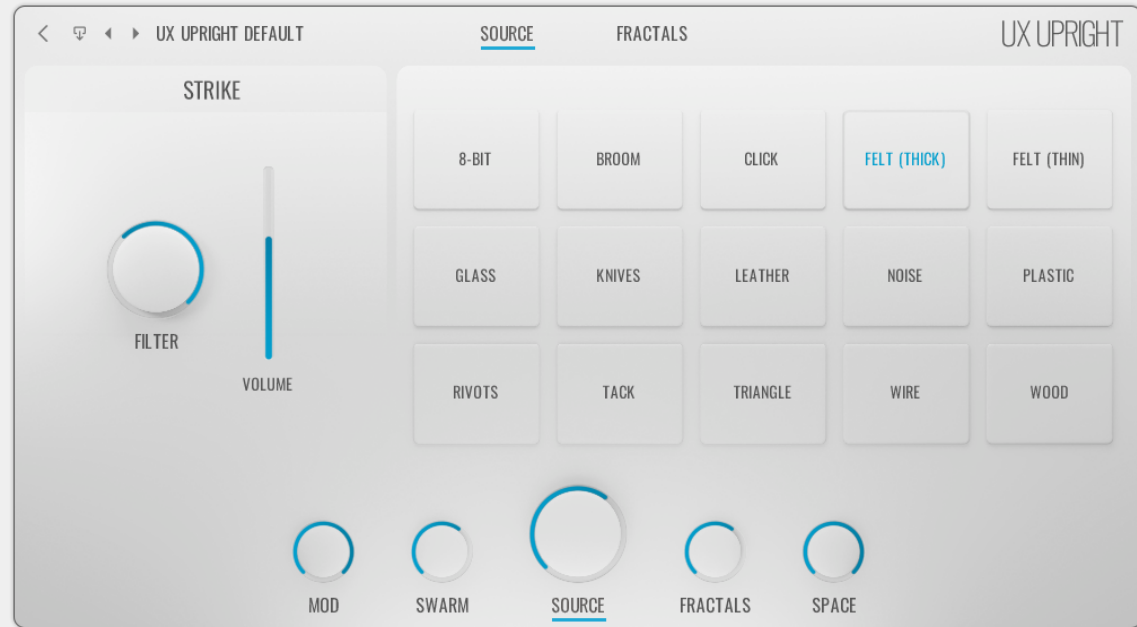 UX UPRIGHT DEFAULT
SOURCE
FRACTALS
UX UPRIGHT
STRIKE
FILTER
VOLUME
8-BIT
BROOM
CLICK
FELT (THICK)
FELT (THIN)
GLASS
KNIVES
LEATHER
NOISE
PLASTIC
RIVOTS
TACK
TRIANGLE
WIRE
WOOD
MOD
SWARM
SOURCE
FRACTALS
SPACE